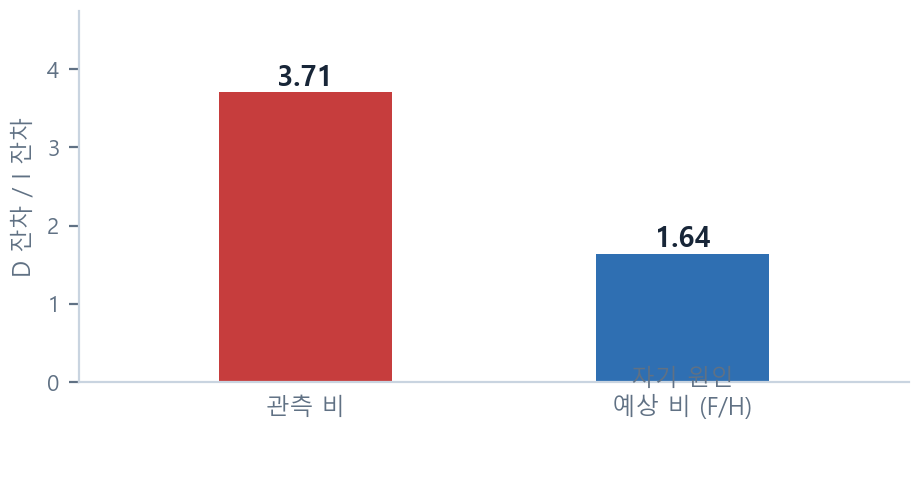 D 잔차 / I 잔차
4
3
2
1
0
3.71
1.64
관측 비
자기 원인
예상 비 (F/H)